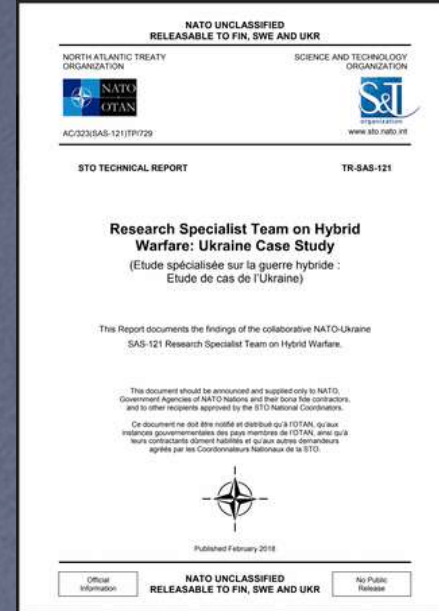 NATO UNCLASSIFIED
RELEASABLE TO FIN, SWE AND UKR
NORTH ATLANTIC TREATY
ORGANIZATION
SCIENCE AND TECHNOLOGY
ORGANIZATION
NATO
OTAN
S&T
organization
AC/323(SAS-121)TP/729
www.sto.nato.int
STO TECHNICAL REPORT
TR-SAS-121
Research Specialist Team on Hybrid
Warfare: Ukraine Case Study
(Etude spécialisée sur la guerre hybride :
Etude de cas de l'Ukraine)
This Report documents the findings of the collaborative NATO-Ukraine
SAS-121 Research Specialist Team on Hybrid Warfare.
This document should be announced and supplied only to NATO,
Government Agencies of NATO Nations and their bona fide contractors,
and to other recipients approved by the STO National Coordinators.
Ce document ne doit être notifié et distribué qu'à l'OTAN, qu'aux
instances gouvernementales des pays membres de l'OTAN, ainsi qu'à
leurs contractants dûment habilités et qu'aux autres demandeurs
agréés par les Coordonnateurs Nationaux de la STO.
Published February 2018
Official
Information
NATO UNCLASSIFIED
RELEASABLE TO FIN, SWE AND UKR
No Public
Release